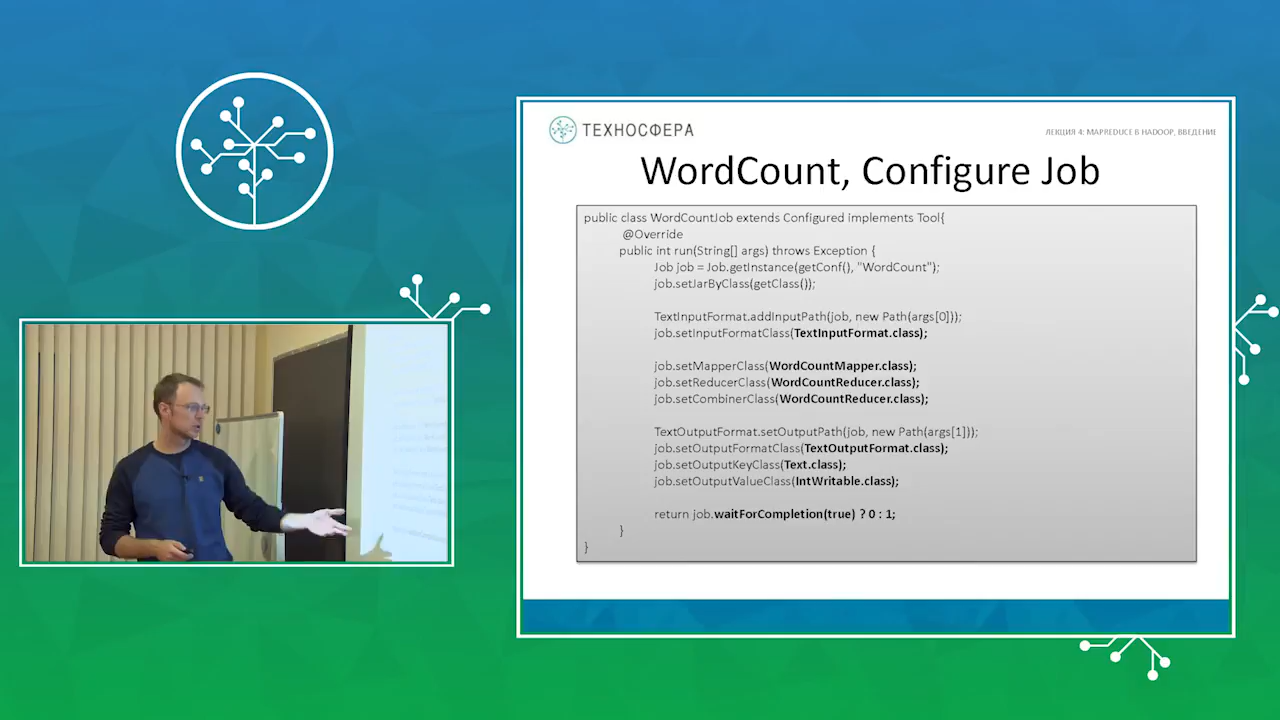 ТЕХНОСФЕРА
ЛЕКЦИЯ 4: MAPREDUCE В HADOOP, ВВЕДЕНИЕ
WordCount, Configure Job
public class WordCountJob extends Configured implements Tool{
@Override
public int run(String[] args) throws Exception {
Job job = Job.getInstance(getConf(), "WordCount");
job.setJarByClass(getClass());
TextInputFormat.addInputPath(job, new Path(args[0]));
job.setInputFormatClass(TextInputFormat.class);
job.setMapperClass(WordCountMapper.class);
job.setReducerClass(WordCountReducer.class);
job.setCombinerClass(WordCountReducer.class);
TextOutputFormat.setOutputPath(job, new Path(args[1]));
job.setOutputFormatClass(TextOutputFormat.class);
job.setOutputKeyClass(Text.class);
job.setOutputValueClass(IntWritable.class);
return job.waitForCompletion(true) ? 0 : 1;
}
}